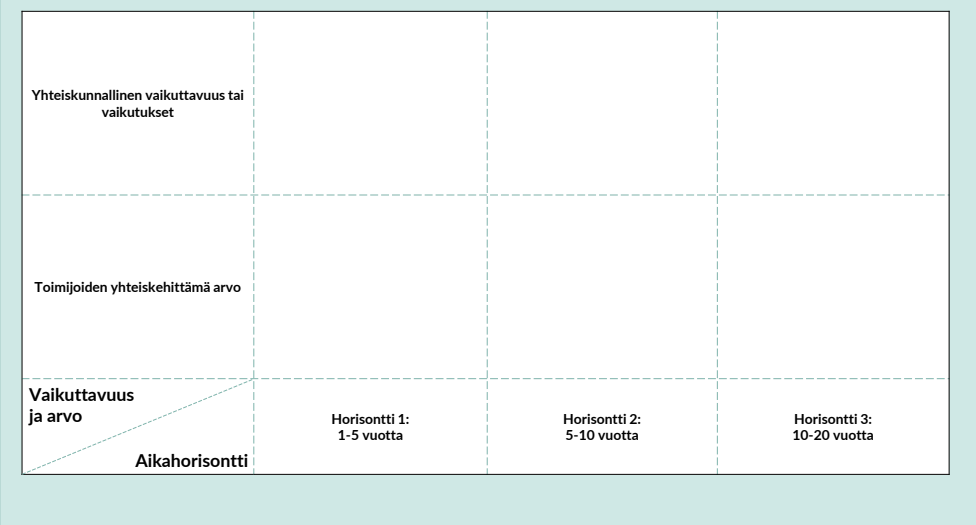 Yhteiskunnallinen vaikuttavuus tai
vaikutukset
Toimijoiden yhteiskehittämä arvo
Vaikuttavuus
ja arvo
Aikahorisontti
Horisontti 1:
1-5 vuotta
Horisontti 2:
5-10 vuotta
Horisontti 3:
10-20 vuotta